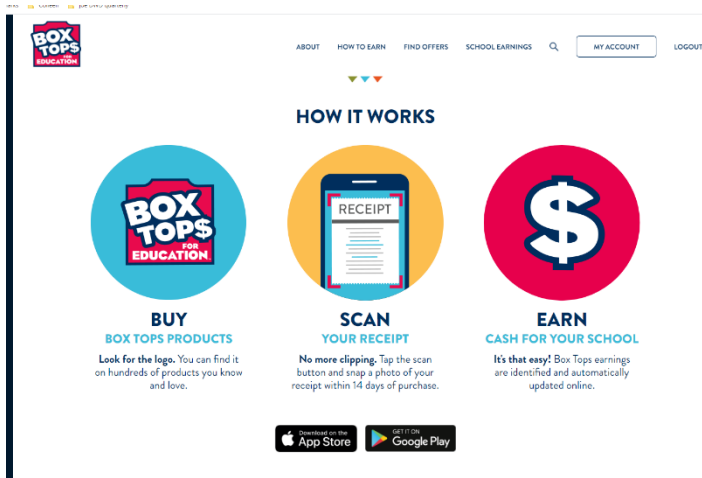 BOX
TOPS
FOR
EDUCATION
ABOUT HOW TO EARN FIND OFFERS SCHOOL EARNINGS MY ACCOUNT LOGOUT
HOW IT WORKS
BOX
TOP$
FOR
EDUCATION
RECEIPT
$
BUY
BOX TOPS PRODUCTS
Look for the logo. You can find it
on hundreds of products you know
and love.
SCAN
YOUR RECEIPT
No more clipping. Tap the scan
button and snap a photo of your
receipt within 14 days of purchase.
EARN
CASH FOR YOUR SCHOOL
It's that easy! Box Tops earnings
are identified and automatically
updated online.
Download on the
App Store
GET IT ON
Google Play